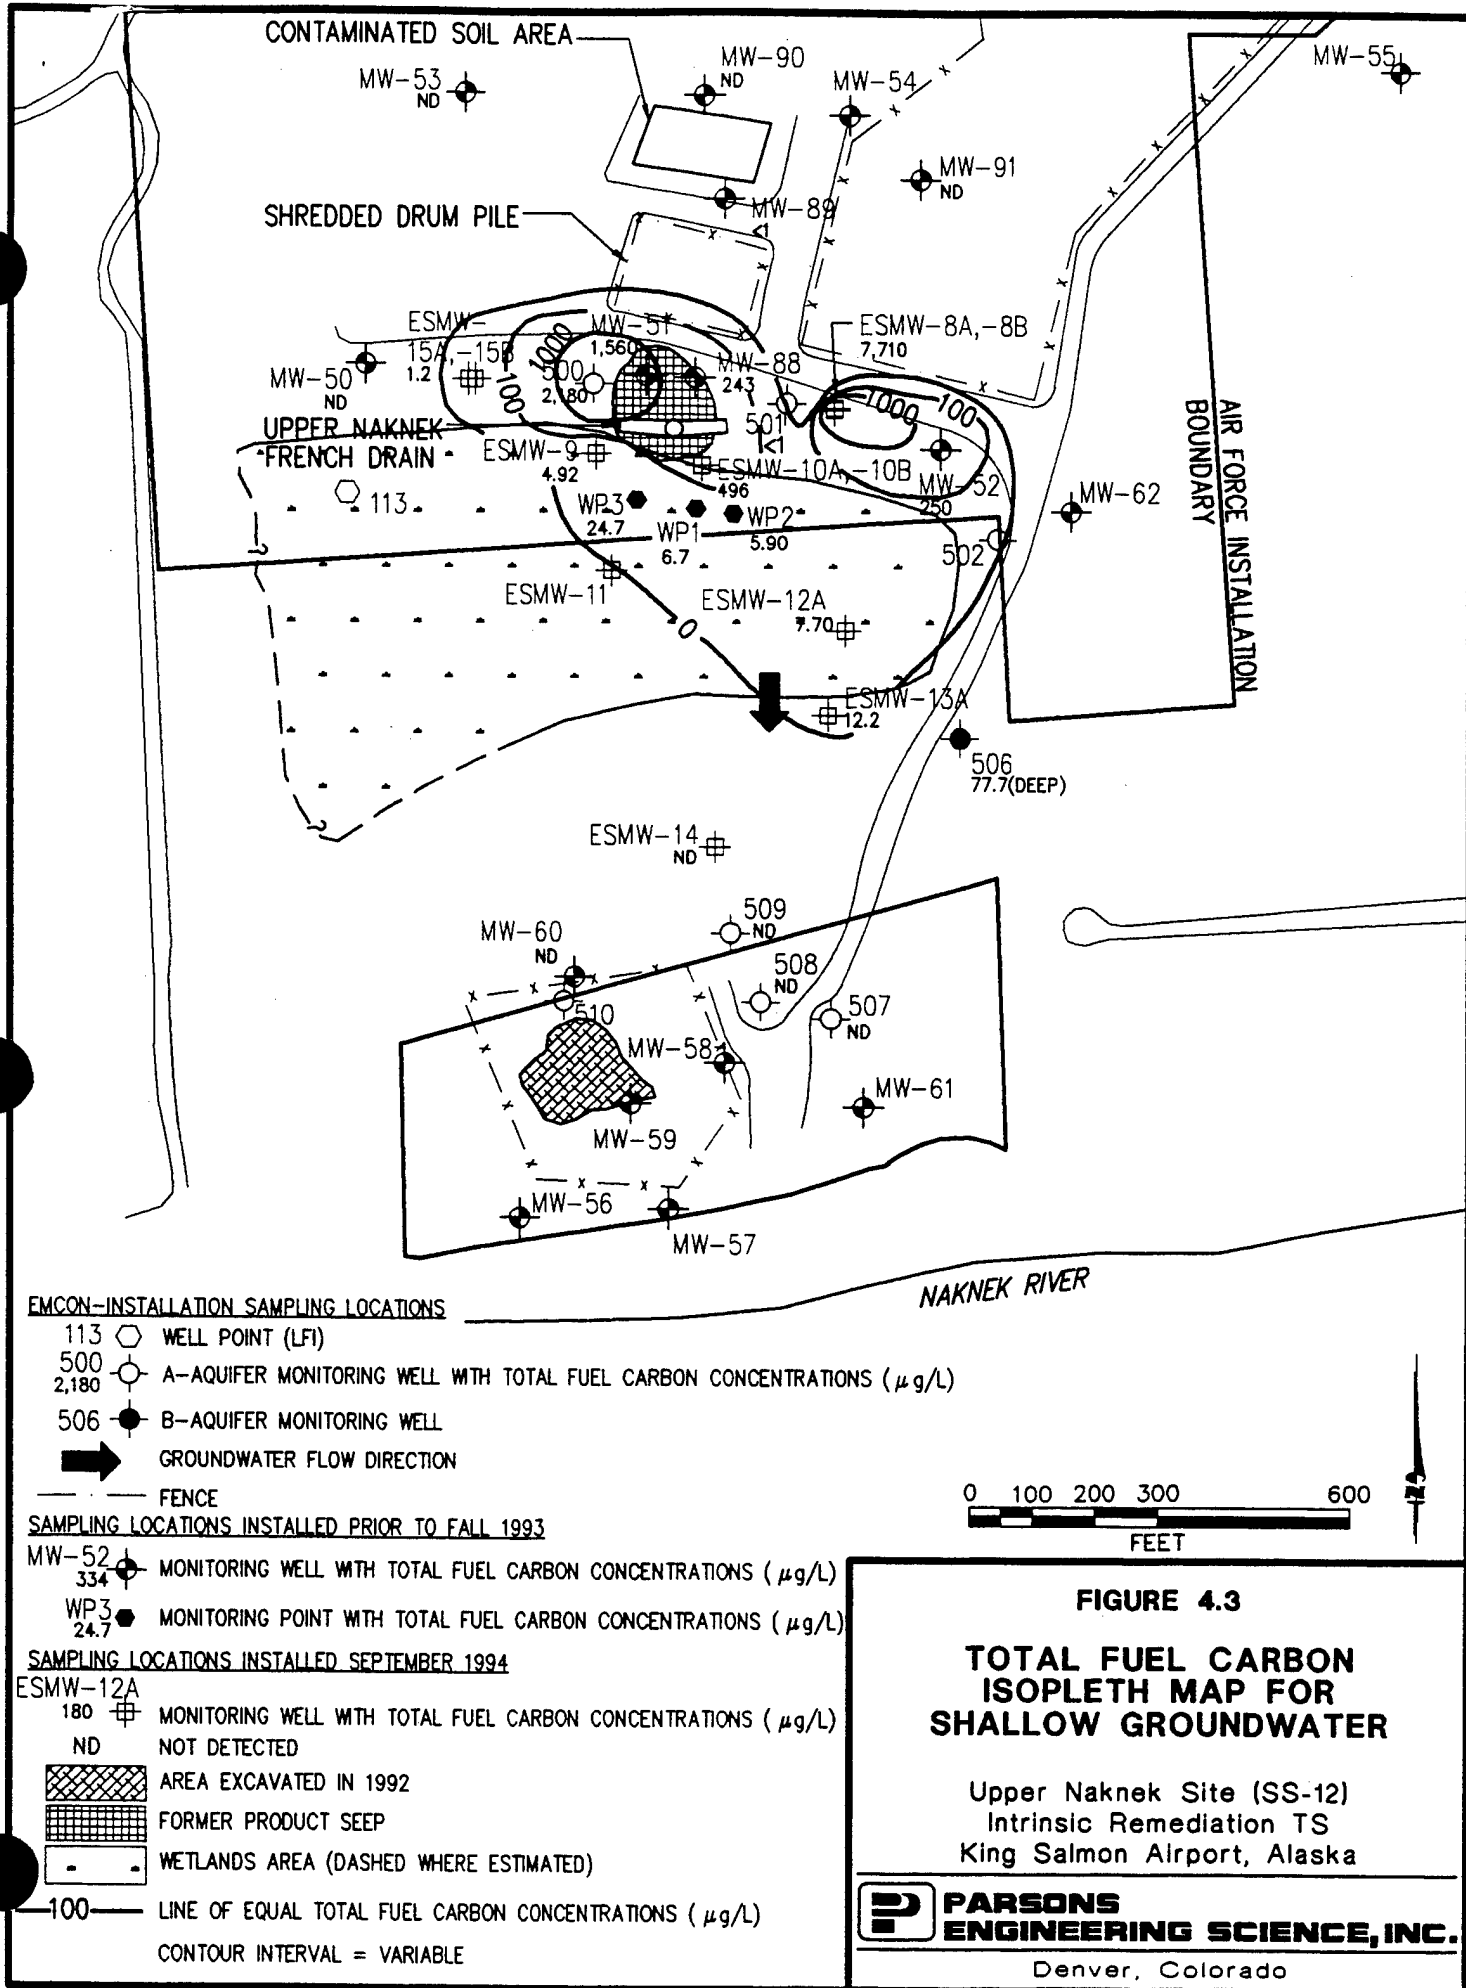 CONTAMINATED SOIL AREA
MW-53
ND
MW-90
ND
MW-54
MW-55
MW-91
ND
MW-89
<1
SHREDDED DRUM PILE
ESMW-
15A,-15B
1.2
MW-51
1,560
ESMW-8A,-8B
7,710
MW-50
ND
1000
100
500
2,180
MW-88
243
501
<1
1000
100
UPPER NAKNEK
FRENCH DRAIN
ESMW-9
4.92
ESMW-10A,-10B
496
MW-52
250
MW-62
AIR FORCE INSTALLATION
BOUNDARY
113
WP3
24.7
WP1
6.7
WP2
5.90
502
?
ESMW-11
ESMW-12A
7.70
0
ESMW-13A
12.2
506
77.7(DEEP)
?
ESMW-14
ND
509
ND
MW-60
ND
508
ND
510
507
ND
MW-58
MW-61
MW-59
MW-56
MW-57
NAKNEK RIVER
EMCON-INSTALLATION SAMPLING LOCATIONS
113 WELL POINT (LFI)
500
2,180
A-AQUIFER MONITORING WELL WITH TOTAL FUEL CARBON CONCENTRATIONS (μg/L)
506 B-AQUIFER MONITORING WELL
GROUNDWATER FLOW DIRECTION
FENCE
SAMPLING LOCATIONS INSTALLED PRIOR TO FALL 1993
MW-52
334
MONITORING WELL WITH TOTAL FUEL CARBON CONCENTRATIONS (μg/L)
WP3
24.7
MONITORING POINT WITH TOTAL FUEL CARBON CONCENTRATIONS (μg/L)
SAMPLING LOCATIONS INSTALLED SEPTEMBER 1994
ESMW-12A
180
MONITORING WELL WITH TOTAL FUEL CARBON CONCENTRATIONS (μg/L)
ND NOT DETECTED
AREA EXCAVATED IN 1992
FORMER PRODUCT SEEP
WETLANDS AREA (DASHED WHERE ESTIMATED)
100 LINE OF EQUAL TOTAL FUEL CARBON CONCENTRATIONS (μg/L)
CONTOUR INTERVAL = VARIABLE
0 100 200 300 600
FEET
N
FIGURE 4.3
TOTAL FUEL CARBON
ISOPLETH MAP FOR
SHALLOW GROUNDWATER
Upper Naknek Site (SS-12)
Intrinsic Remediation TS
King Salmon Airport, Alaska
PARSONS
ENGINEERING SCIENCE, INC.
Denver, Colorado